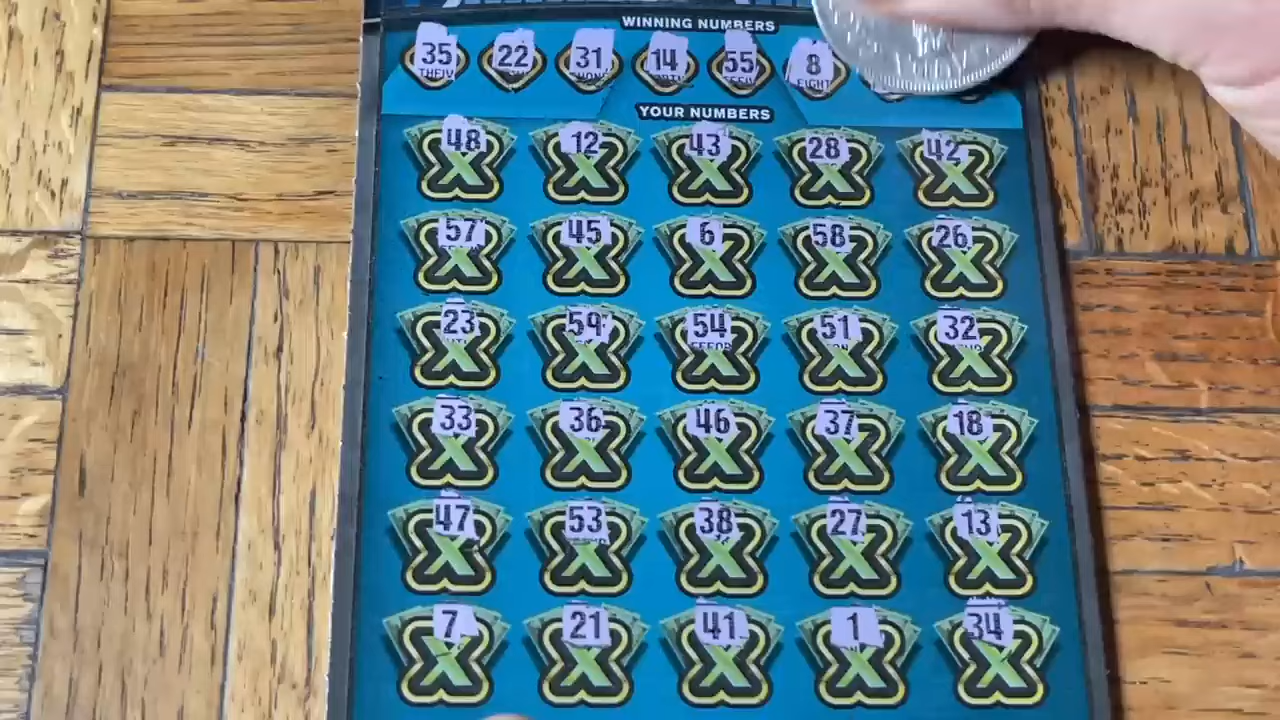 WINNING NUMBERS
35 22 31 14 55 8
THFIV EIGHT
YOUR NUMBERS
48 12 43 28 42
57 45 6 58 26
23 59 54 51 32
33 36 46 37 18
47 53 38 27 13
7 21 41 1 34